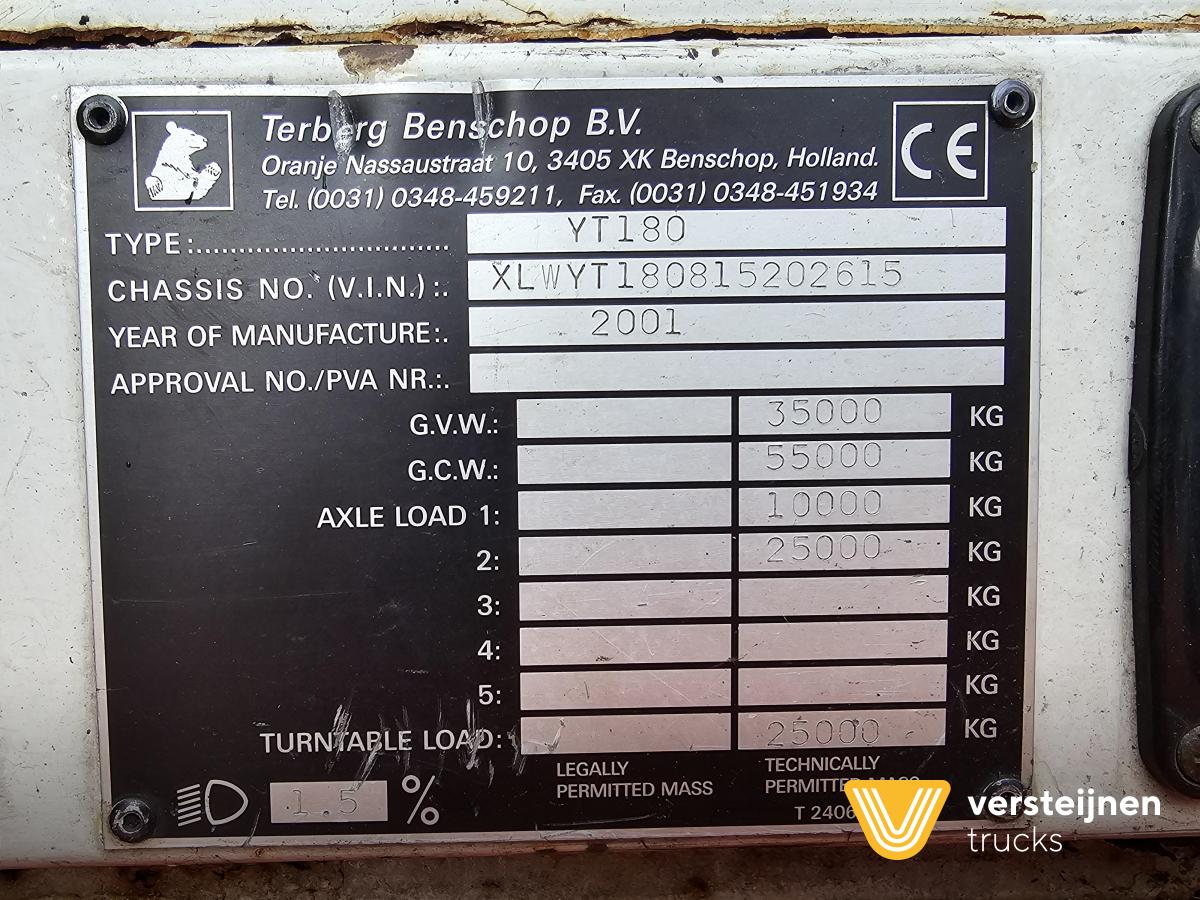 Terberg Benschop B.V.
Oranje Nassaustraat 10, 3405 XK Benschop, Holland.
Tel. (0031) 0348-459211, Fax. (0031) 0348-451934
CE
TYPE:............................ YT180
CHASSIS NO. (V.I.N.):. XLWYT180815202615
YEAR OF MANUFACTURE:. 2001
APPROVAL NO./PVA NR.:.
G.V.W.: 35000 KG
G.C.W.: 55000 KG
AXLE LOAD 1: 10000 KG
2: 25000 KG
3: KG
4: KG
5: KG
TURNTABLE LOAD: 25000 KG
LEGALLY
PERMITTED MASS
TECHNICALLY
PERMITTED MASS
1.5 %
versteijnen
trucks